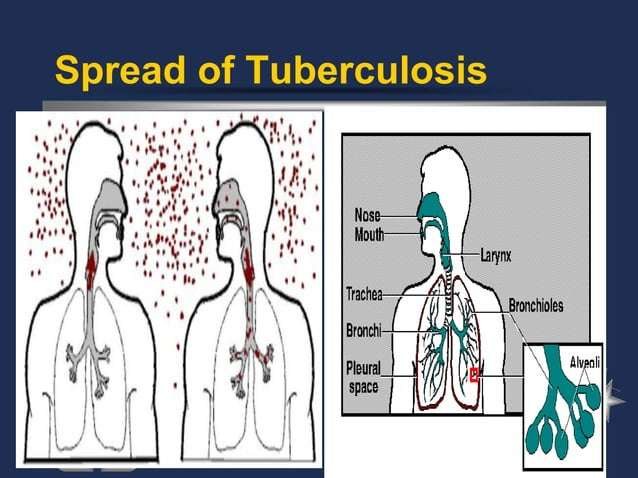 Spread of Tuberculosis
Nose
Mouth
Larynx
Trachea
Bronchioles
Bronchi
Pleural
space
Alveoli